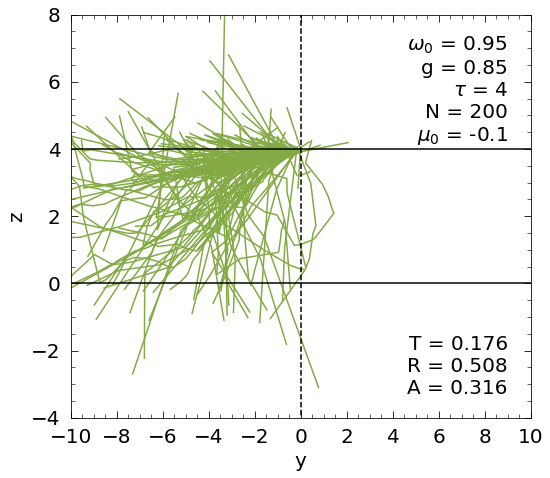 8
6
4
2
0
−2
−4
z
ω₀ = 0.95
g = 0.85
τ = 4
N = 200
μ₀ = -0.1
T = 0.176
R = 0.508
A = 0.316
−10 −8 −6 −4 −2 0 2 4 6 8 10
y